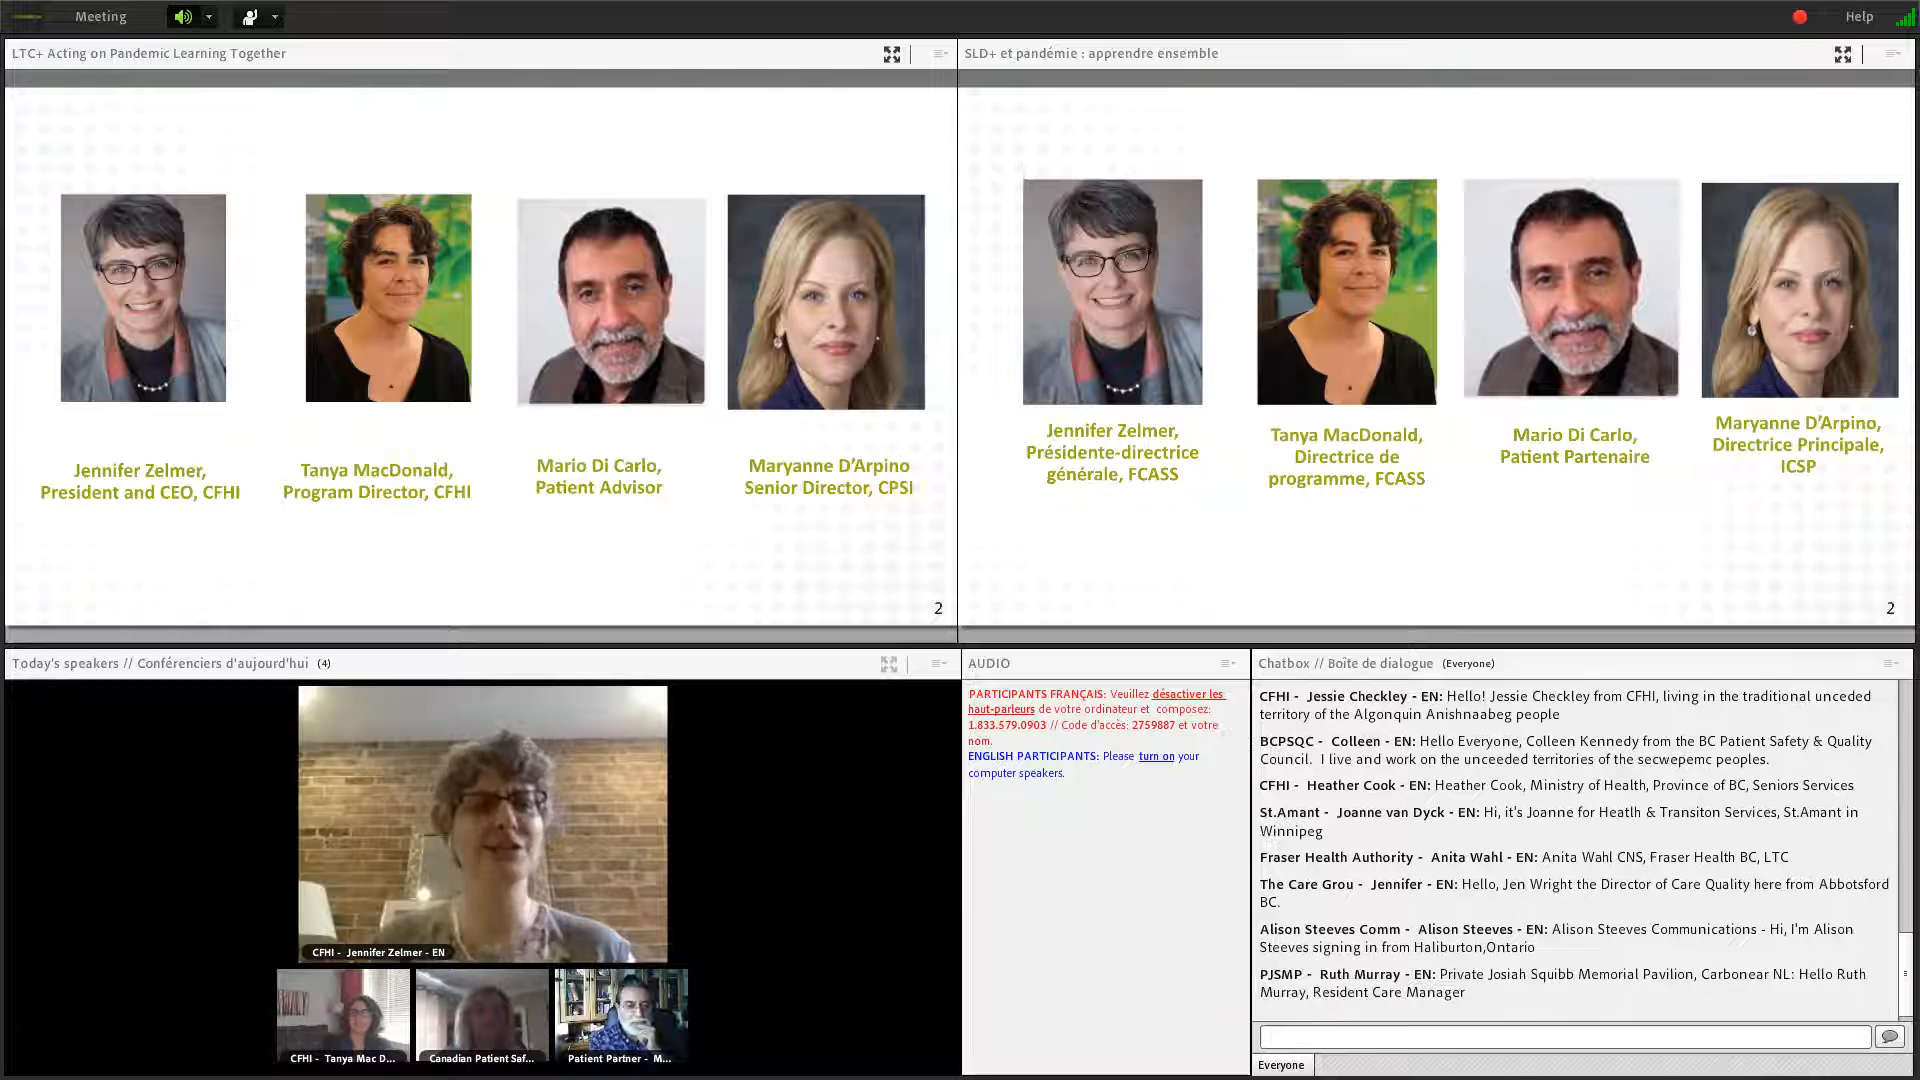 Meeting
Help
LTC+ Acting on Pandemic Learning Together
Jennifer Zelmer,
President and CEO, CFHI
Tanya MacDonald,
Program Director, CFHI
Mario Di Carlo,
Patient Advisor
Maryanne D'Arpino
Senior Director, CPSI
2
SLD+ et pandémie : apprendre ensemble
Jennifer Zelmer,
Présidente-directrice
générale, FCASS
Tanya MacDonald,
Directrice de
programme, FCASS
Mario Di Carlo,
Patient Partenaire
Maryanne D'Arpino,
Directrice Principale,
ICSP
2
Today's speakers // Conférenciers d'aujourd'hui (4)
CFHI - Jennifer Zelmer - EN
CFHI - Tanya Mac D...
Canadian Patient Saf...
Patient Partner - M...
AUDIO
PARTICIPANTS FRANÇAIS: Veuillez désactiver les
haut-parleurs de votre ordinateur et composez:
1.833.579.0903 // Code d'accès: 2759887 et votre
nom.
ENGLISH PARTICIPANTS: Please turn on your
computer speakers.
Chatbox // Boîte de dialogue (Everyone)
CFHI - Jessie Checkley - EN: Hello! Jessie Checkley from CFHI, living in the traditional unceded
territory of the Algonquin Anishnaabeg people
BCPSQC - Colleen - EN: Hello Everyone, Colleen Kennedy from the BC Patient Safety & Quality
Council. I live and work on the unceeded territories of the secwepemc peoples.
CFHI - Heather Cook - EN: Heather Cook, Ministry of Health, Province of BC, Seniors Services
St.Amant - Joanne van Dyck - EN: Hi, it's Joanne for Heatlh & Transiton Services, St.Amant in
Winnipeg
Fraser Health Authority - Anita Wahl - EN: Anita Wahl CNS, Fraser Health BC, LTC
The Care Grou - Jennifer - EN: Hello, Jen Wright the Director of Care Quality here from Abbotsford
BC.
Alison Steeves Comm - Alison Steeves - EN: Alison Steeves Communications - Hi, I'm Alison
Steeves signing in from Haliburton,Ontario
PJSMP - Ruth Murray - EN: Private Josiah Squibb Memorial Pavilion, Carbonear NL: Hello Ruth
Murray, Resident Care Manager
Everyone